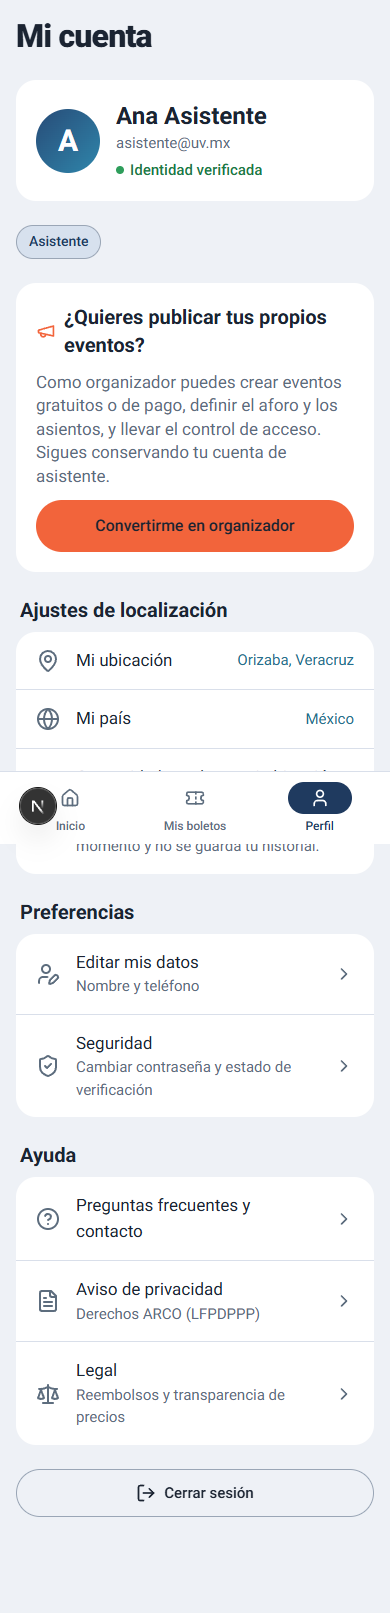 Mi cuenta
A
Ana Asistente
asistente@uv.mx
Identidad verificada
Asistente
¿Quieres publicar tus propios
eventos?
Como organizador puedes crear eventos
gratuitos o de pago, definir el aforo y los
asientos, y llevar el control de acceso.
Sigues conservando tu cuenta de
asistente.
Convertirme en organizador
Ajustes de localización
Mi ubicación
Orizaba, Veracruz
Mi país
México
N
Inicio
Mis boletos
Perfil
momento y no se guarda tu historial.
Preferencias
Editar mis datos
Nombre y teléfono
Seguridad
Cambiar contraseña y estado de
verificación
Ayuda
Preguntas frecuentes y
contacto
Aviso de privacidad
Derechos ARCO (LFPDPPP)
Legal
Reembolsos y transparencia de
precios
Cerrar sesión